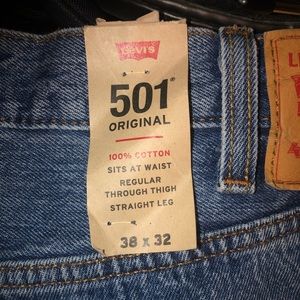 Levi's
501®
ORIGINAL
100% COTTON
SITS AT WAIST
REGULAR
THROUGH THIGH
STRAIGHT LEG
38 x 32